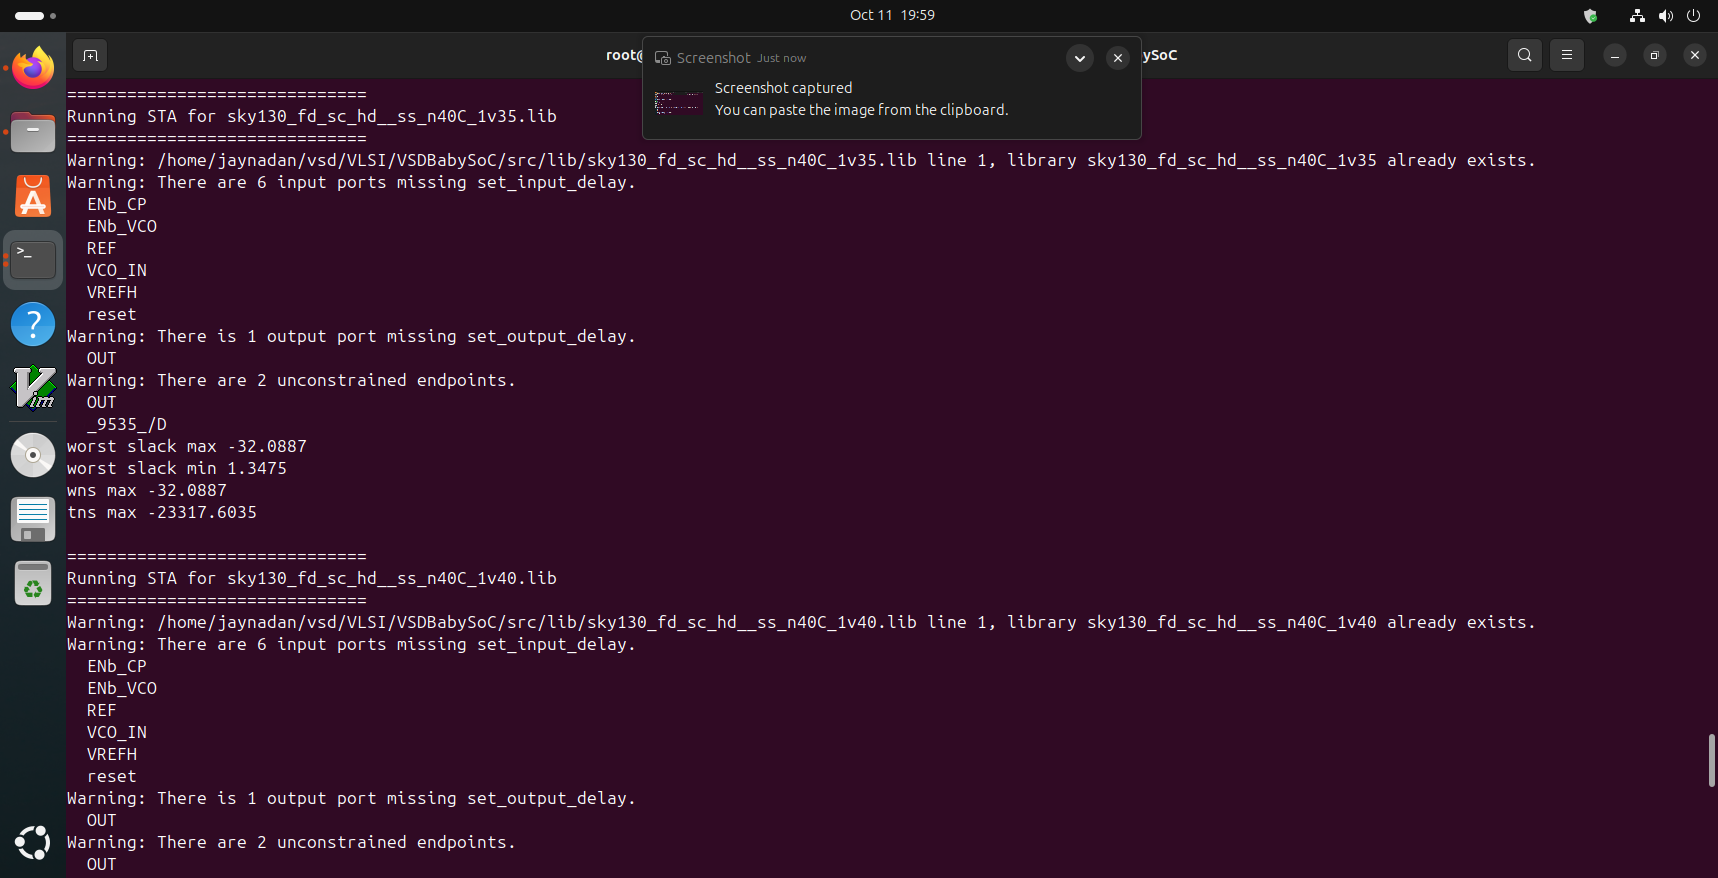 Oct 11 19:59
root@
ySoC
Screenshot Just now
Screenshot captured
You can paste the image from the clipboard.
==============================
Running STA for sky130_fd_sc_hd__ss_n40C_1v35.lib
==============================
Warning: /home/jaynadan/vsd/VLSI/VSDBabySoC/src/lib/sky130_fd_sc_hd__ss_n40C_1v35.lib line 1, library sky130_fd_sc_hd__ss_n40C_1v35 already exists.
Warning: There are 6 input ports missing set_input_delay.
  ENb_CP
  ENb_VCO
  REF
  VCO_IN
  VREFH
  reset
Warning: There is 1 output port missing set_output_delay.
  OUT
Warning: There are 2 unconstrained endpoints.
  OUT
  _9535_/D
worst slack max -32.0887
worst slack min 1.3475
wns max -32.0887
tns max -23317.6035
==============================
Running STA for sky130_fd_sc_hd__ss_n40C_1v40.lib
==============================
Warning: /home/jaynadan/vsd/VLSI/VSDBabySoC/src/lib/sky130_fd_sc_hd__ss_n40C_1v40.lib line 1, library sky130_fd_sc_hd__ss_n40C_1v40 already exists.
Warning: There are 6 input ports missing set_input_delay.
  ENb_CP
  ENb_VCO
  REF
  VCO_IN
  VREFH
  reset
Warning: There is 1 output port missing set_output_delay.
  OUT
Warning: There are 2 unconstrained endpoints.
  OUT